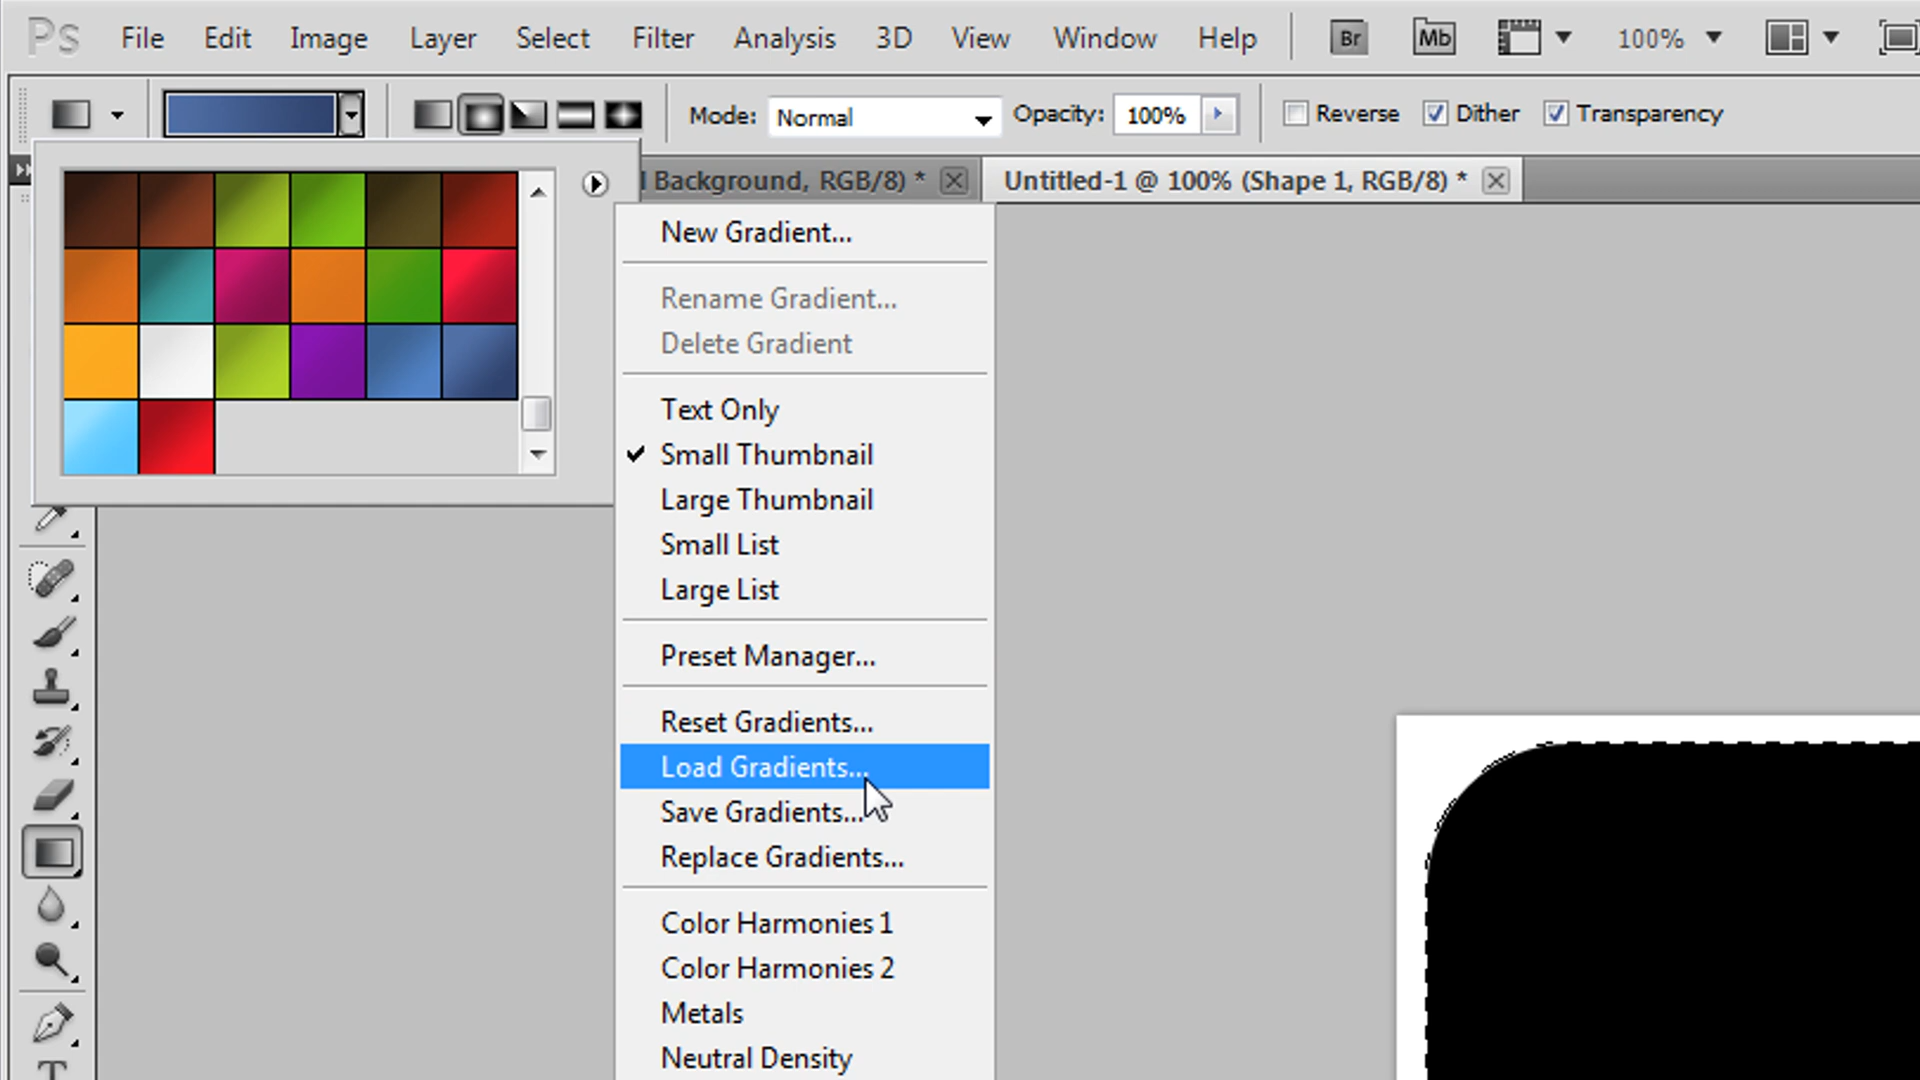 Ps File Edit Image Layer Select Filter Analysis 3D View Window Help Br Mb 100%
Mode: Normal Opacity: 100% Reverse Dither Transparency
Background, RGB/8) * Untitled-1 @ 100% (Shape 1, RGB/8) *
New Gradient...
Rename Gradient...
Delete Gradient
Text Only
Small Thumbnail
Large Thumbnail
Small List
Large List
Preset Manager...
Reset Gradients...
Load Gradients...
Save Gradients...
Replace Gradients...
Color Harmonies 1
Color Harmonies 2
Metals
Neutral Density